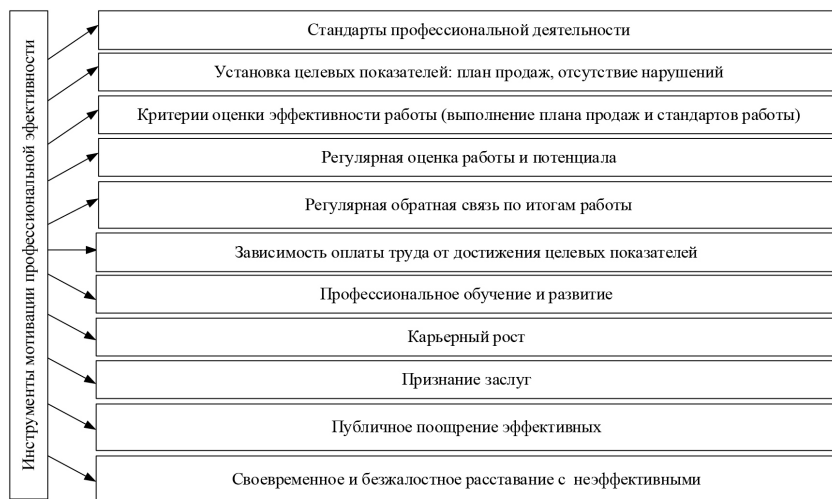 Инструменты мотивации профессиональной эфективности
Стандарты профессиональной деятельности
Установка целевых показателей: план продаж, отсутствие нарушений
Критерии оценки эффективности работы (выполнение плана продаж и стандартов работы)
Регулярная оценка работы и потенциала
Регулярная обратная связь по итогам работы
Зависимость оплаты труда от достижения целевых показателей
Профессиональное обучение и развитие
Карьерный рост
Признание заслуг
Публичное поощрение эффективных
Своевременное и безжалостное расставание с  неэффективными